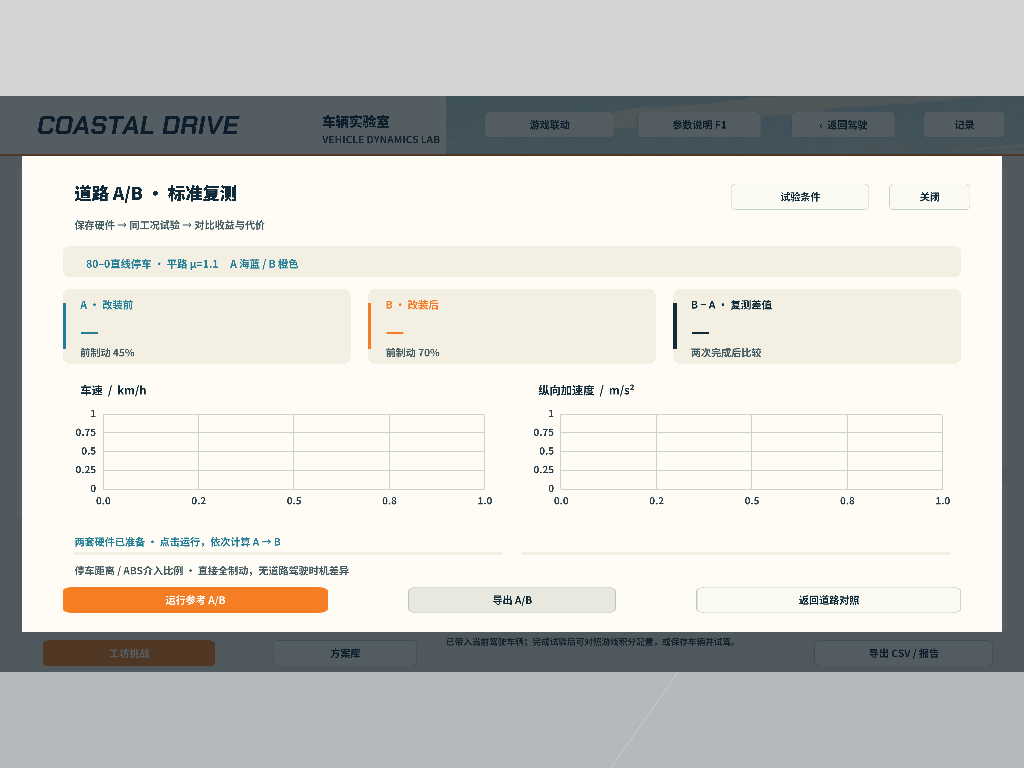 COASTAL DRIVE
车辆实验室
VEHICLE DYNAMICS LAB
游戏联动
参数说明 F1
‹ 返回驾驶
记录
道路 A/B · 标准复测
试验条件
关闭
保存硬件 → 同工况试验 → 对比收益与代价
80–0直线停车 · 平路 μ=1.1 A 海蓝 / B 橙色
A · 改装前
—
前制动 45%
B · 改装后
—
前制动 70%
B − A · 复测差值
—
两次完成后比较
车速 / km/h
1
0.75
0.5
0.25
0
0.0 0.2 0.5 0.8 1.0
纵向加速度 / m/s²
1
0.75
0.5
0.25
0
0.0 0.2 0.5 0.8 1.0
两套硬件已准备 · 点击运行，依次计算 A → B
停车距离 / ABS介入比例 · 直接全制动，无道路驾驶时机差异
运行参考 A/B
导出 A/B
返回道路对照
已带入当前驾驶车辆；完成试验后可对照游戏积分配置，或保存车辆并试驾。
工坊挑战
方案库
导出 CSV / 报告